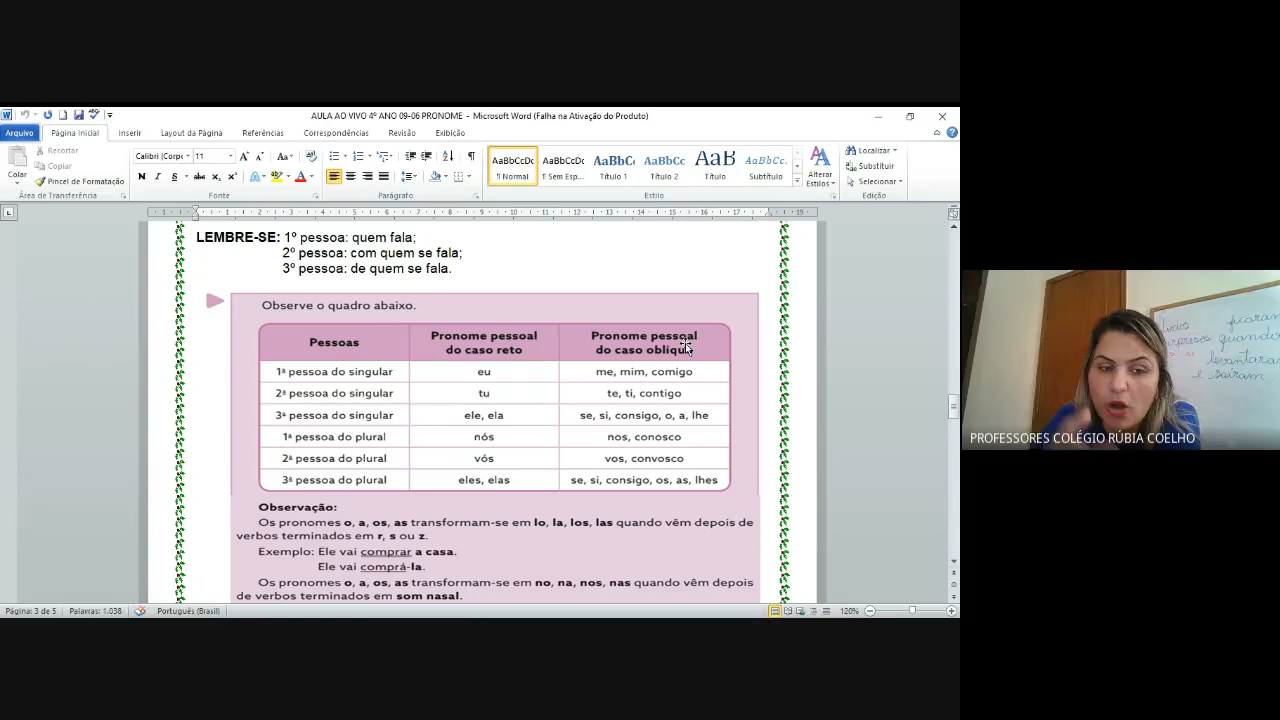 AULA AO VIVO 4º ANO 09-06 PRONOME - Microsoft Word (Falha na Ativação do Produto)
Arquivo Página Inicial Inserir Layout da Página Referências Correspondências Revisão Exibição
Colar
Recortar
Copiar
Pincel de Formatação
Área de Transferência
Calibri (Corpo 11
Fonte
Parágrafo
AaBbCcDc AaBbCcDc AaBbCc AaBbCc AaB AaBbCc.
¶ Normal ¶ Sem Esp... Título 1 Título 2 Título Subtítulo
Alterar
Estilos
Estilo
Localizar
Substituir
Selecionar
Edição
LEMBRE-SE: 1º pessoa: quem fala;
2º pessoa: com quem se fala;
3º pessoa: de quem se fala.
Observe o quadro abaixo.
Pessoas Pronome pessoal do caso reto Pronome pessoal do caso oblíquo
1ª pessoa do singular eu me, mim, comigo
2ª pessoa do singular tu te, ti, contigo
3ª pessoa do singular ele, ela se, si, consigo, o, a, lhe
1ª pessoa do plural nós nos, conosco
2ª pessoa do plural vós vos, convosco
3ª pessoa do plural eles, elas se, si, consigo, os, as, lhes
Observação:
Os pronomes o, a, os, as transformam-se em lo, la, los, las quando vêm depois de
verbos terminados em r, s ou z.
Exemplo: Ele vai comprar a casa.
Ele vai comprá-la.
Os pronomes o, a, os, as transformam-se em no, na, nos, nas quando vêm depois
de verbos terminados em som nasal.
Página: 3 de 5 Palavras: 1.038 Português (Brasil) 120%
ficaram
quando
levantaram
e saíram
PROFESSORES COLÉGIO RÚBIA COELHO